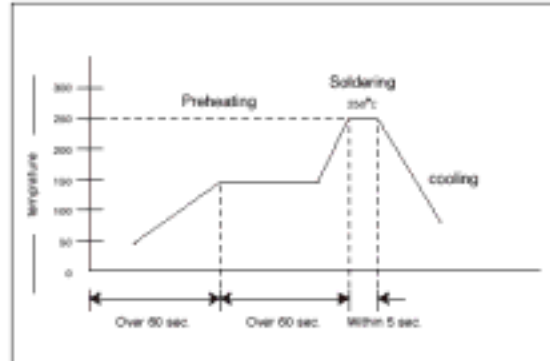 Soldering
Preheating
250°C
300
250
200
150
100
50
0
temprature
cooling
Over 60 sec.
Over 60 sec.
Within 5 sec.